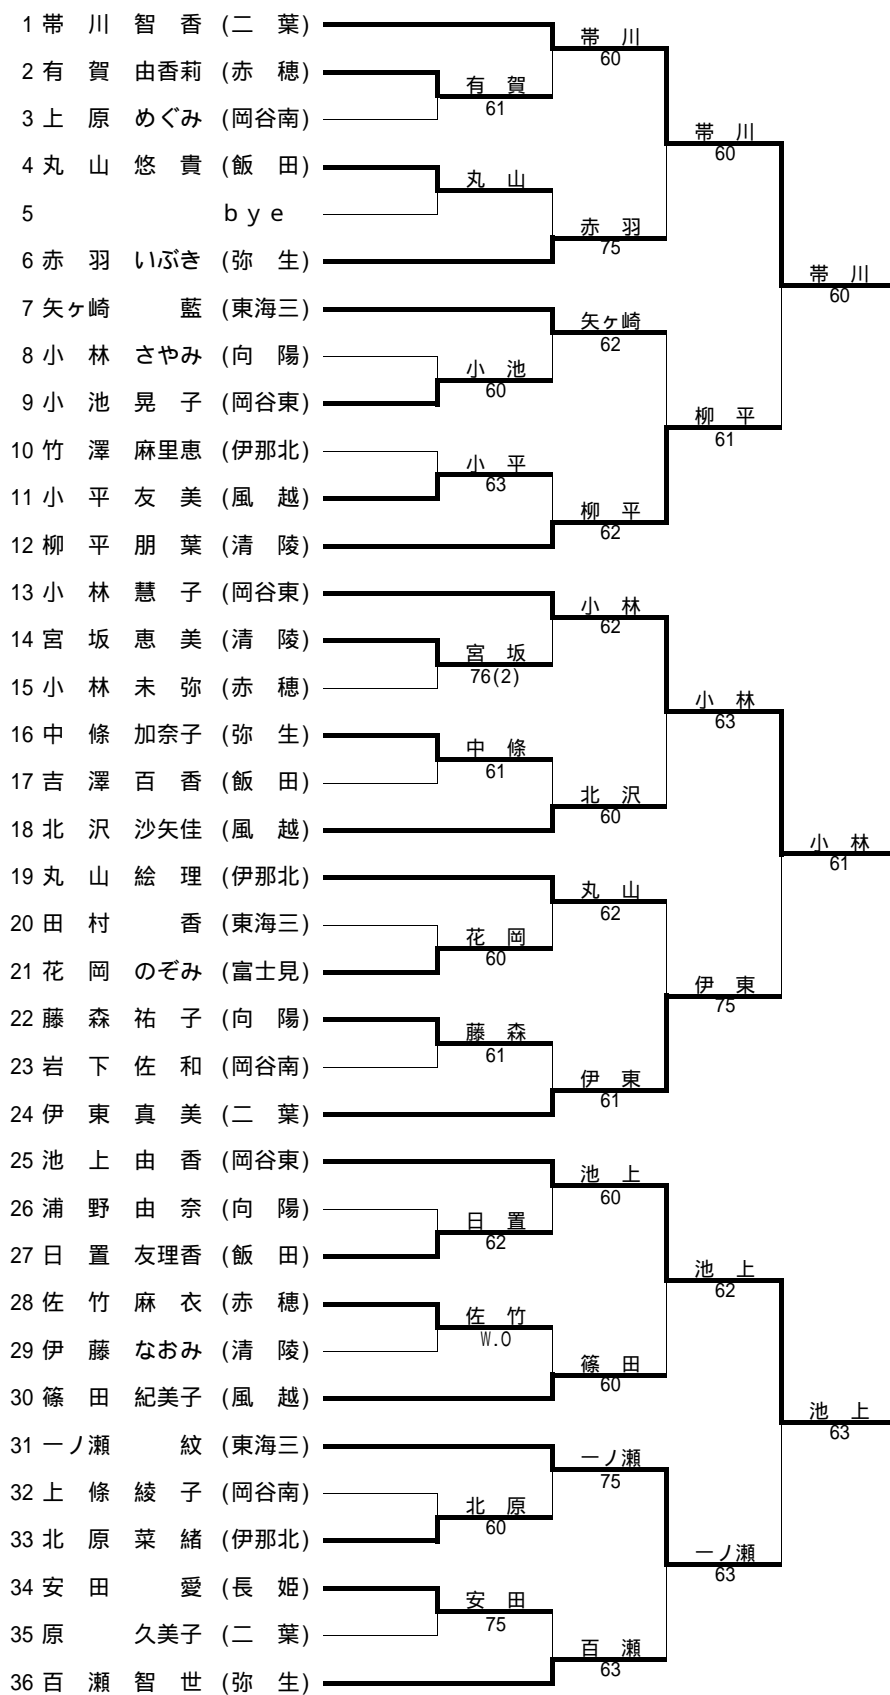 1 帯 川 智 香 (二 葉)
帯 川
60
2 有 賀 由香莉 (赤 穂)
有 賀
61
3 上 原 めぐみ (岡谷南)
帯 川
60
4 丸 山 悠 貴 (飯 田)
丸 山
5 bye
赤 羽
75
6 赤 羽 いぶき (弥 生)
帯 川
60
7 矢ヶ崎 藍 (東海三)
矢ヶ崎
62
8 小 林 さやみ (向 陽)
小 池
60
9 小 池 晃 子 (岡谷東)
柳 平
61
10 竹 澤 麻里恵 (伊那北)
小 平
63
11 小 平 友 美 (風 越)
柳 平
62
12 柳 平 朋 葉 (清 陵)
13 小 林 慧 子 (岡谷東)
小 林
62
14 宮 坂 恵 美 (清 陵)
宮 坂
76(2)
15 小 林 未 弥 (赤 穂)
小 林
63
16 中 條 加奈子 (弥 生)
中 條
61
17 吉 澤 百 香 (飯 田)
北 沢
60
18 北 沢 沙矢佳 (風 越)
小 林
61
19 丸 山 絵 理 (伊那北)
丸 山
62
20 田 村 香 (東海三)
花 岡
60
21 花 岡 のぞみ (富士見)
伊 東
75
22 藤 森 祐 子 (向 陽)
藤 森
61
23 岩 下 佐 和 (岡谷南)
伊 東
61
24 伊 東 真 美 (二 葉)
25 池 上 由 香 (岡谷東)
池 上
60
26 浦 野 由 奈 (向 陽)
日 置
62
27 日 置 友理香 (飯 田)
池 上
62
28 佐 竹 麻 衣 (赤 穂)
佐 竹
W.O
29 伊 藤 なおみ (清 陵)
篠 田
60
30 篠 田 紀美子 (風 越)
池 上
63
31 一ノ瀬 紋 (東海三)
一ノ瀬
75
32 上 條 綾 子 (岡谷南)
北 原
60
33 北 原 菜 緒 (伊那北)
一ノ瀬
63
34 安 田 愛 (長 姫)
安 田
75
35 原 久美子 (二 葉)
百 瀬
63
36 百 瀬 智 世 (弥 生)